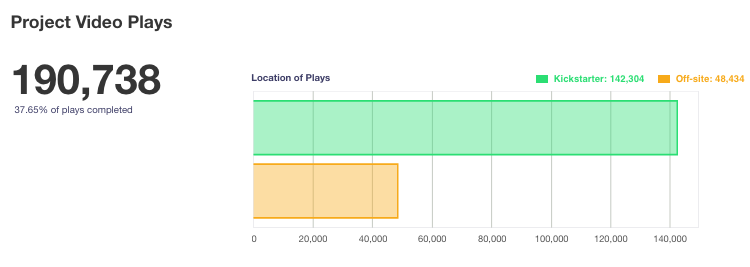 Project Video Plays
190,738
37.65% of plays completed
Location of Plays
Kickstarter: 142,304
Off-site: 48,434
0 20,000 40,000 60,000 80,000 100,000 120,000 140,000